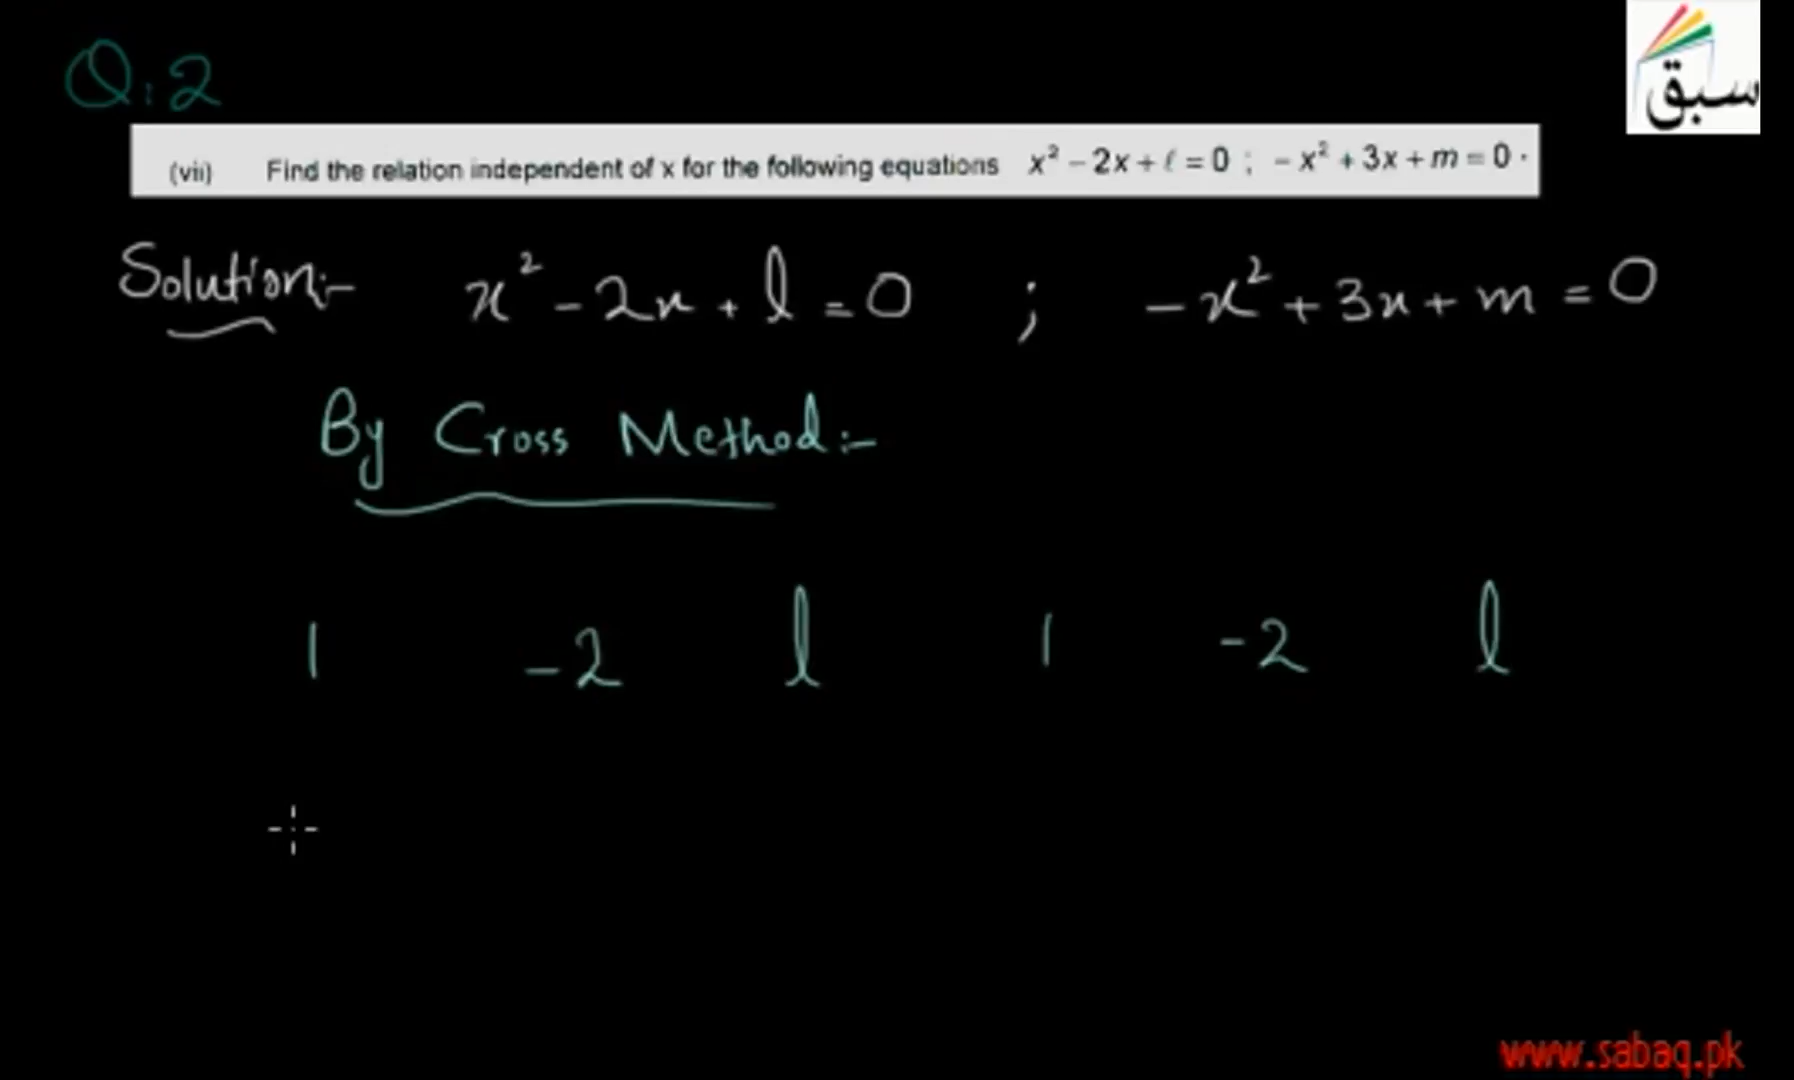 Q:2
سبق
(vii) Find the relation independent of x for the following equations x² - 2x + ℓ = 0 ; - x² + 3x + m = 0 ·
Solution:- x² - 2x + l = 0 ; -x² + 3x + m = 0
By Cross Method:-
1 -2 l 1 -2 l
www.sabaq.pk